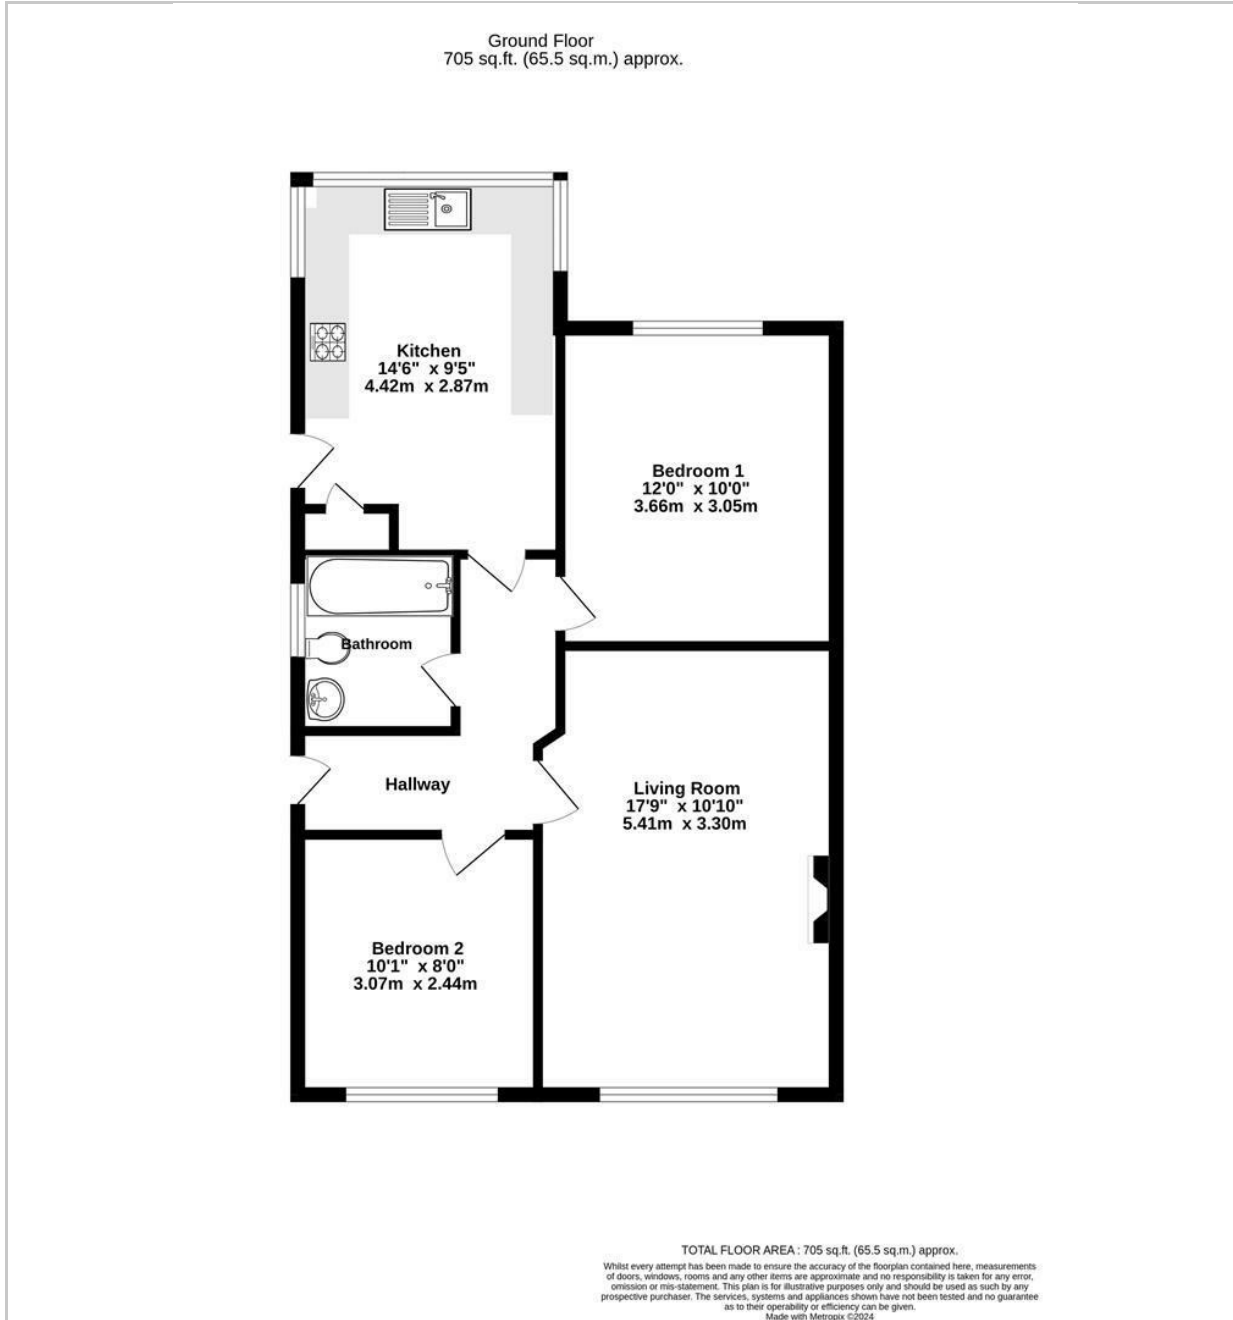 Ground Floor
705 sq.ft. (65.5 sq.m.) approx.
Kitchen
14'6" x 9'5"
4.42m x 2.87m
Bedroom 1
12'0" x 10'0"
3.66m x 3.05m
Bathroom
Hallway
Living Room
17'9" x 10'10"
5.41m x 3.30m
Bedroom 2
10'1" x 8'0"
3.07m x 2.44m
TOTAL FLOOR AREA : 705 sq.ft. (65.5 sq.m.) approx.
Whilst every attempt has been made to ensure the accuracy of the floorplan contained here, measurements
of doors, windows, rooms and any other items are approximate and no responsibility is taken for any error,
omission or mis-statement. This plan is for illustrative purposes only and should be used as such by any
prospective purchaser. The services, systems and appliances shown have not been tested and no guarantee
as to their operability or efficiency can be given.
Made with Metropix ©2024